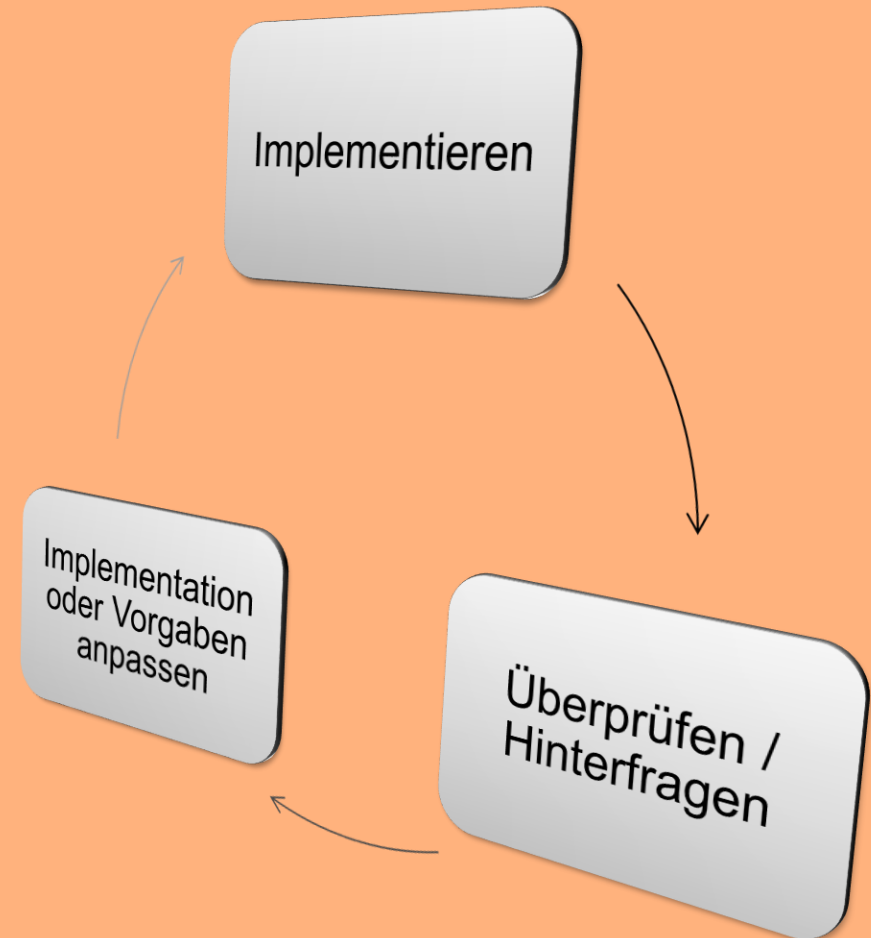 Implementieren
Implementation
oder Vorgaben
anpassen
Überprüfen /
Hinterfragen